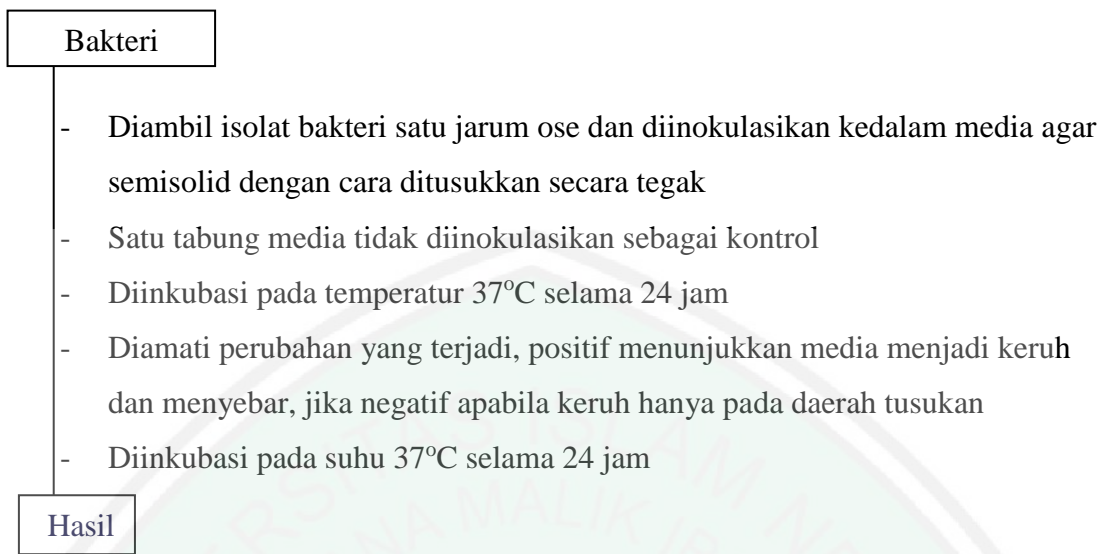 Bakteri
- Diambil isolat bakteri satu jarum ose dan diinokulasikan kedalam media agar
semisolid dengan cara ditusukkan secara tegak
- Satu tabung media tidak diinokulasikan sebagai kontrol
- Diinkubasi pada temperatur 37°C selama 24 jam
- Diamati perubahan yang terjadi, positif menunjukkan media menjadi keruh
dan menyebar, jika negatif apabila keruh hanya pada daerah tusukan
- Diinkubasi pada suhu 37°C selama 24 jam
Hasil